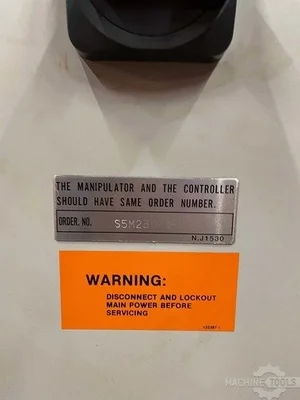 THE MANIPULATOR AND THE CONTROLLER
SHOULD HAVE SAME ORDER NUMBER.
ORDER. NO.
N.J1530
WARNING:
DISCONNECT AND LOCKOUT
MAIN POWER BEFORE
SERVICING
MACHINE TOOLS